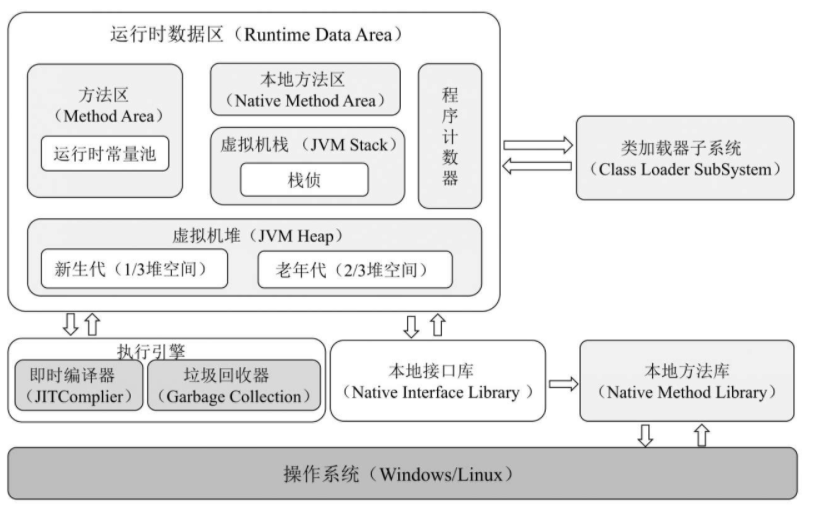 运行时数据区（Runtime Data Area）
方法区
（Method Area）
运行时常量池
本地方法区
（Native Method Area）
虚拟机栈（JVM Stack）
栈侦
程
序
计
数
器
类加载器子系统
（Class Loader SubSystem）
虚拟机堆（JVM Heap）
新生代（1/3堆空间）
老年代（2/3堆空间）
执行引擎
即时编译器
（JITComplier）
垃圾回收器
（Garbage Collection）
本地接口库
（Native Interface Library ）
本地方法库
（Native Method Library）
操作系统（Windows/Linux）